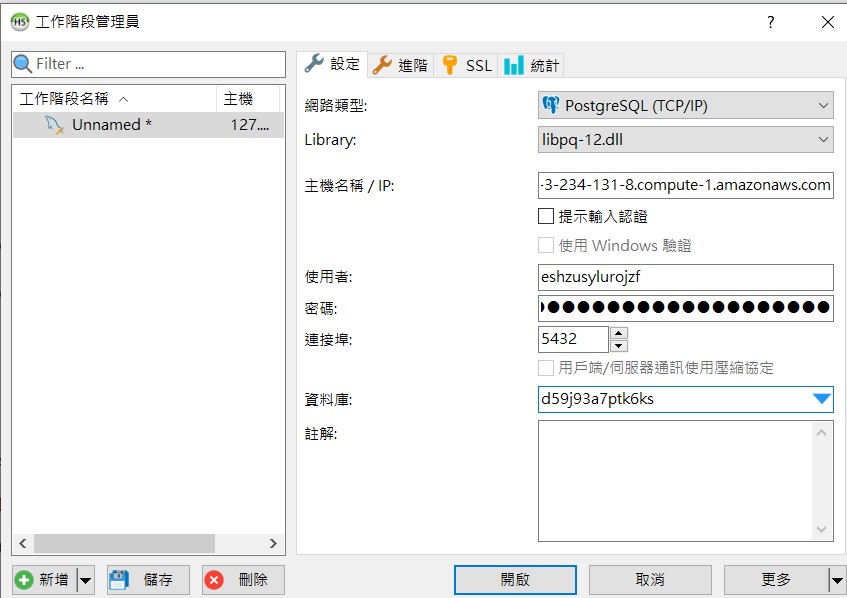 HS 工作階段管理員 ?
Filter ...
工作階段名稱 主機
Unnamed * 127....
設定 進階 SSL 統計
網路類型: PostgreSQL (TCP/IP)
Library: libpq-12.dll
主機名稱 / IP: -3-234-131-8.compute-1.amazonaws.com
提示輸入認證
使用 Windows 驗證
使用者: eshzusylurojzf
密碼: ●●●●●●●●●●●●●●●●●●●
連接埠: 5432
用戶端/伺服器通訊使用壓縮協定
資料庫: d59j93a7ptk6ks
註解:
新增 儲存 刪除 開啟 取消 更多